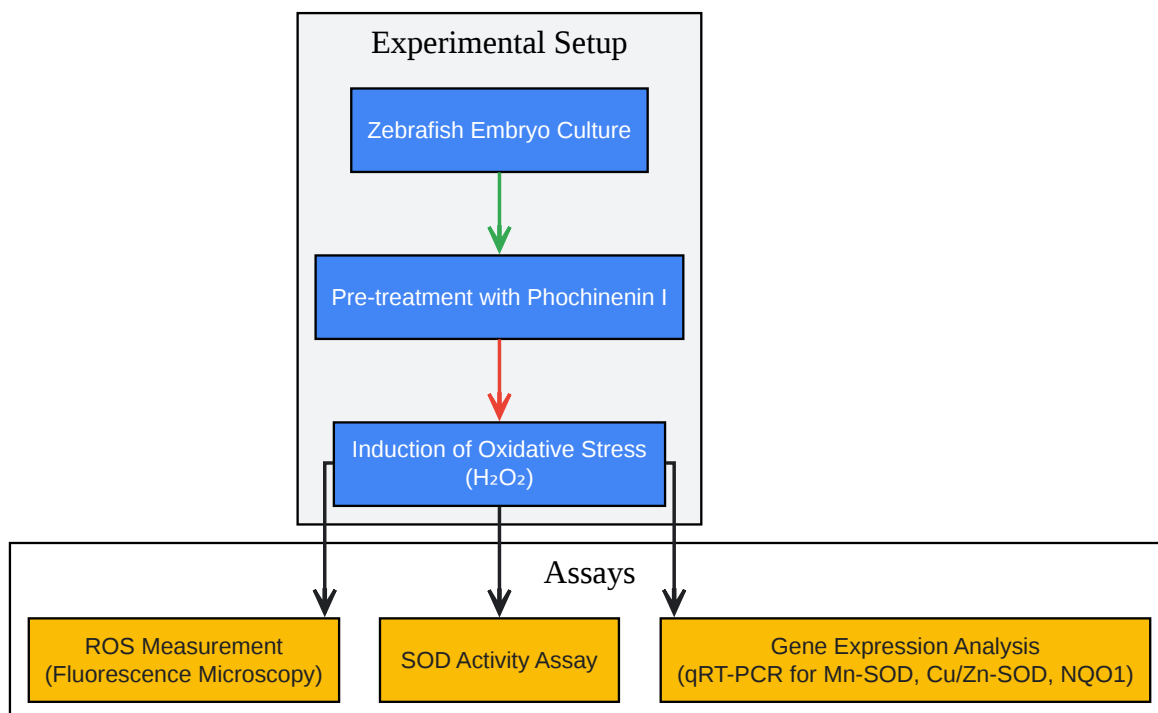 Experimental Setup
Zebrafish Embryo Culture
Pre-treatment with Phochinenin I
Induction of Oxidative Stress
(H₂O₂)
Assays
ROS Measurement
(Fluorescence Microscopy)
SOD Activity Assay
Gene Expression Analysis
(qRT-PCR for Mn-SOD, Cu/Zn-SOD, NQO1)